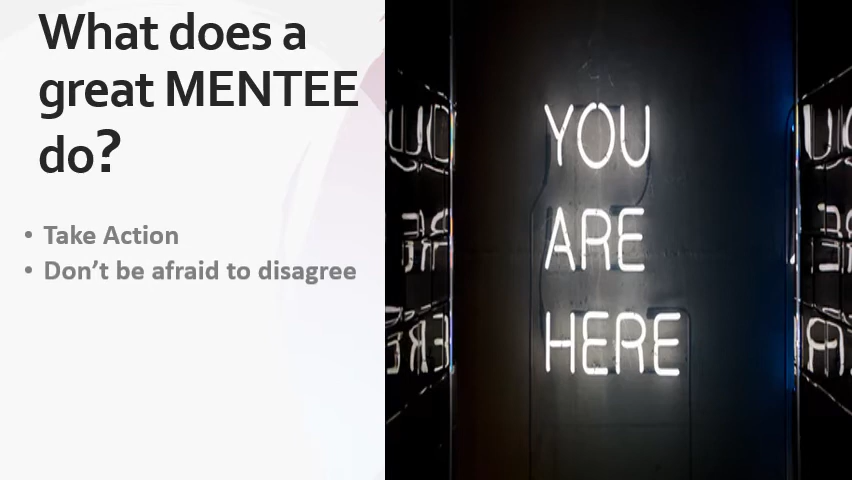 What does a
great MENTEE
do?
• Take Action
• Don’t be afraid to disagree
YOU
ARE
HERE